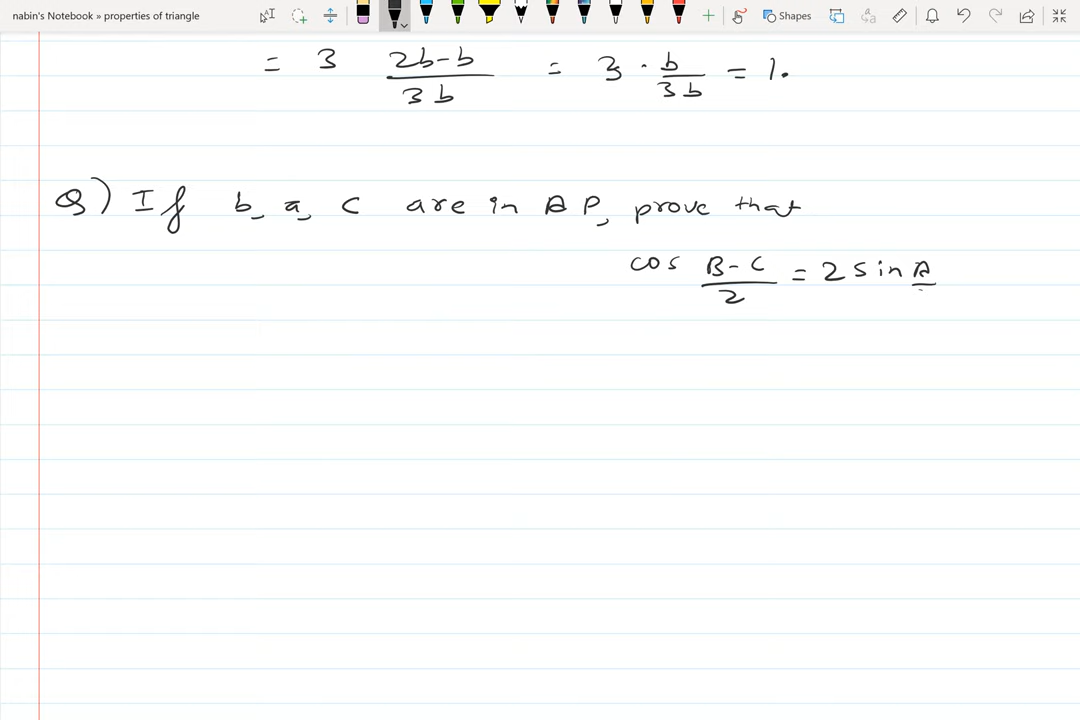 nabin's Notebook » properties of triangle
Shapes
= 3 (2b-b)/(3b) = 3 · b/(3b) = 1.
Q) If b, a, c are in AP, prove that
cos (B-C)/2 = 2 sin A